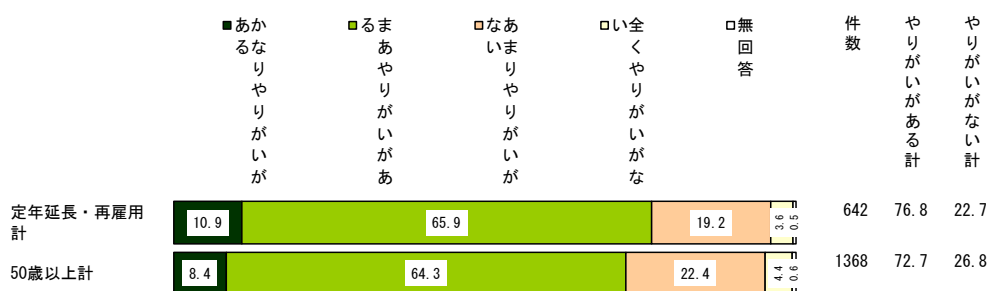 かなりやりがいがある
まあやりがいがある
あまりやりがいがない
全くやりがいがない
無回答
件数
やりがいがある計
やりがいがない計
定年延長・再雇用計
10.9
65.9
19.2
3.6
0.5
642
76.8
22.7
50歳以上計
8.4
64.3
22.4
4.4
0.6
1368
72.7
26.8